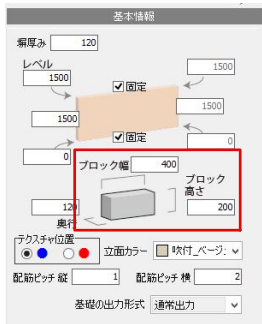 基本情報
塀厚み 120
レベル
1500 1500
固定
1500 1500
固定
0 0
ブロック幅 400
ブロック
高さ
120 200
奥行
テクスチャ位置
立面カラー 吹付_ベージ:
配筋ピッチ 縦 1 配筋ピッチ 横 2
基礎の出力形式 通常出力